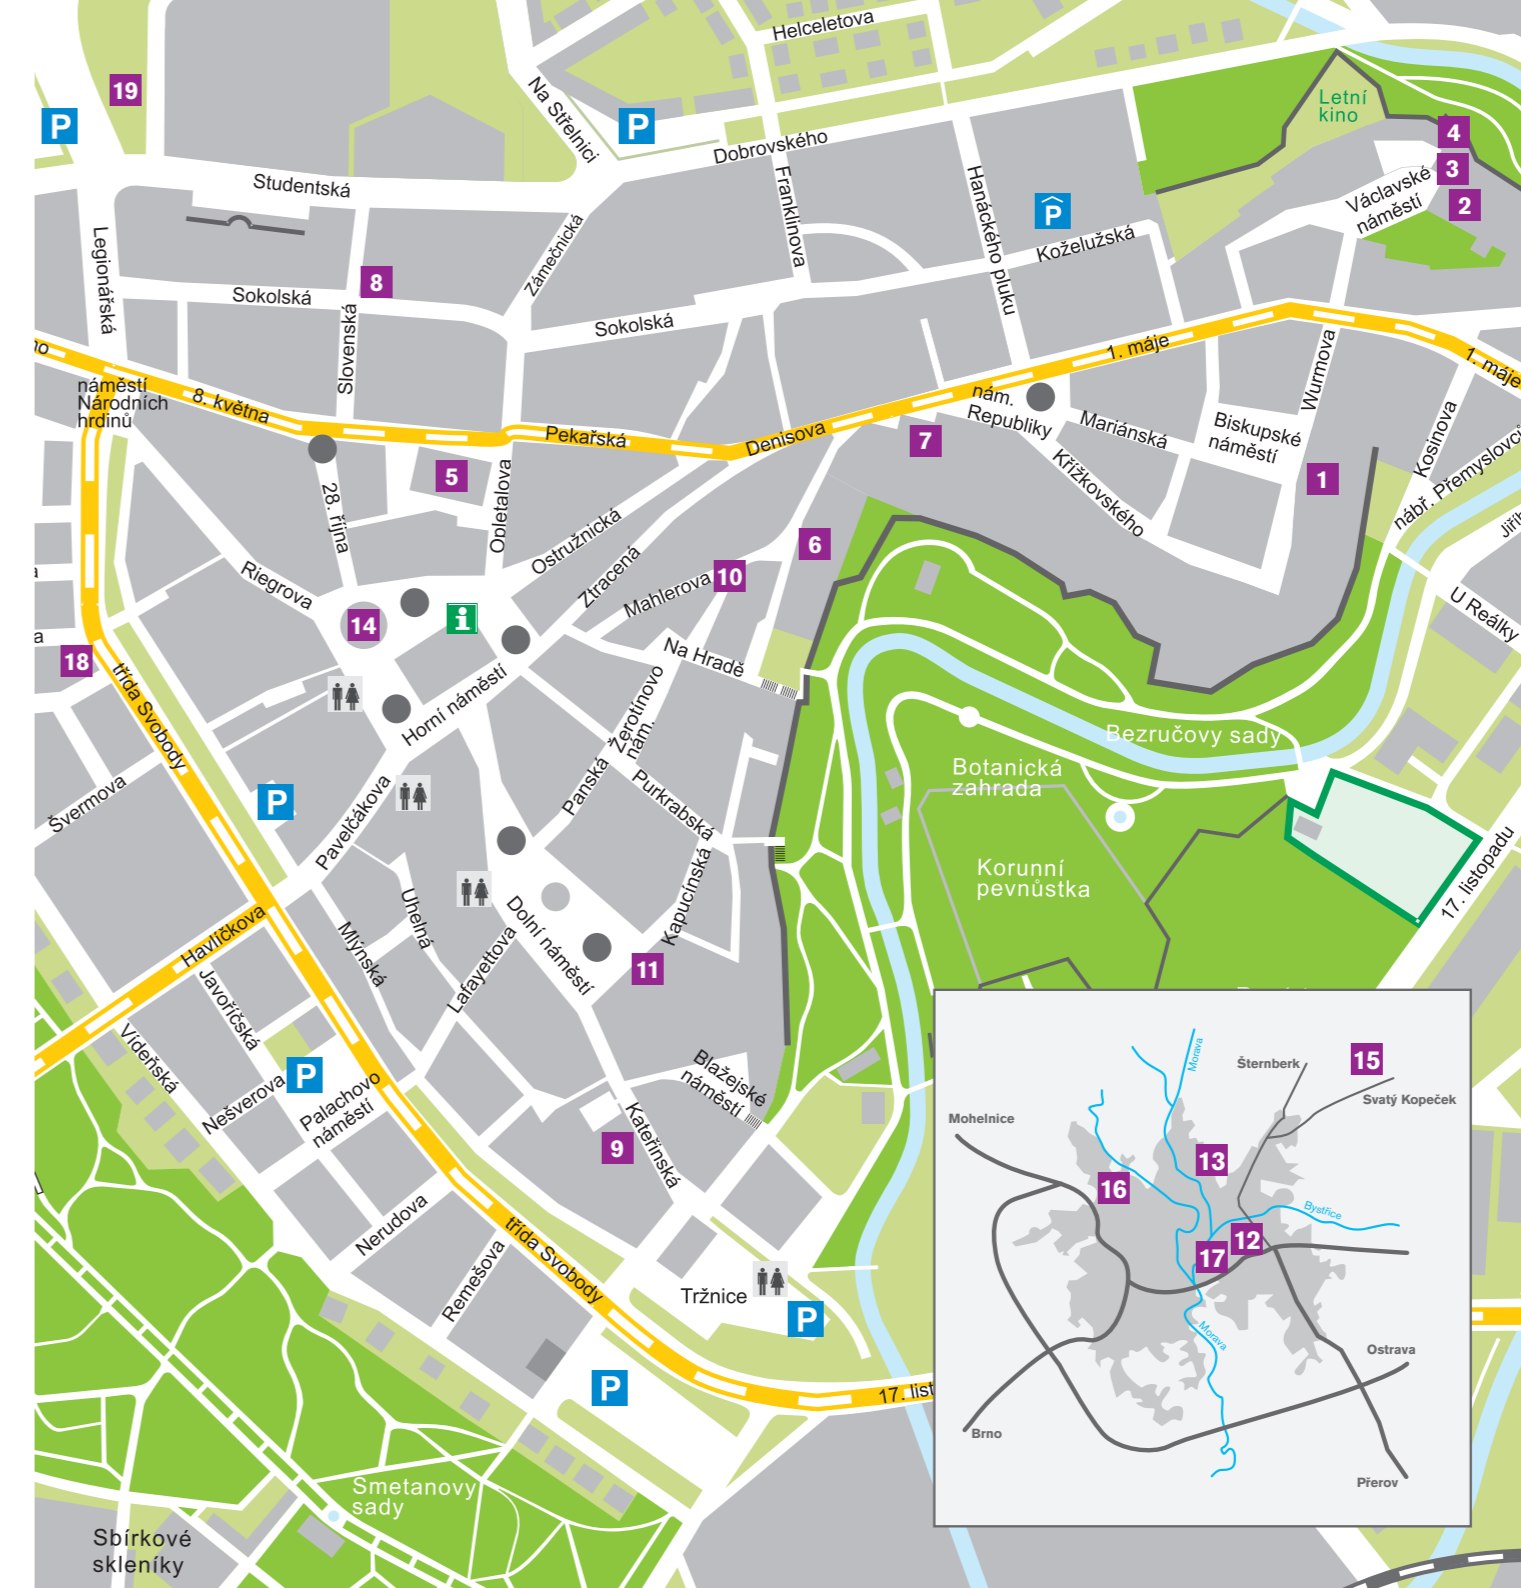 Helceletova
19
P
P
Na Střelnici
Letní
kino
4
Dobrovského
3
Studentská
Franklinova
Hanáckého pluku
Václavské
náměstí
2
P
Legionářská
Zámečnická
Koželužská
8
Sokolská
Sokolská
Slovenská
1. máje
1. máje
Wurmova
náměstí
Národních
hrdinů
8. května
nám.
Republiky
Mariánská
Biskupské
náměstí
Kosinova
Pekařská
Denisova
7
5
1
nábř. Přemyslovců
28. října
Opletalova
Křížkovského
Ostružnická
6
Riegrova
Ztracená
10
Mahlerova
U Reálky
i
14
18
Na Hradě
třída Svobody
Horní náměstí
Žerotínovo
nám.
Bezručovy sady
Botanická
zahrada
Panská
Purkrabská
P
Švermova
Pavelčákova
Korunní
pevnůstka
17. listopadu
Kapucínská
Uhelná
Dolní náměstí
Havlíčkova
Mlýnská
Lafayettova
11
Javoříčská
Vídeňská
P
Blažejské
náměstí
Nešverova
Palachovo
náměstí
Kateřinská
9
Nerudova
třída Svobody
Remešova
Tržnice
P
P
17. list
Morava
Šternberk
15
Svatý Kopeček
Mohelnice
13
16
Bystřice
12
17
Morava
Ostrava
Brno
Přerov
Smetanovy
sady
Sbírkové
skleníky